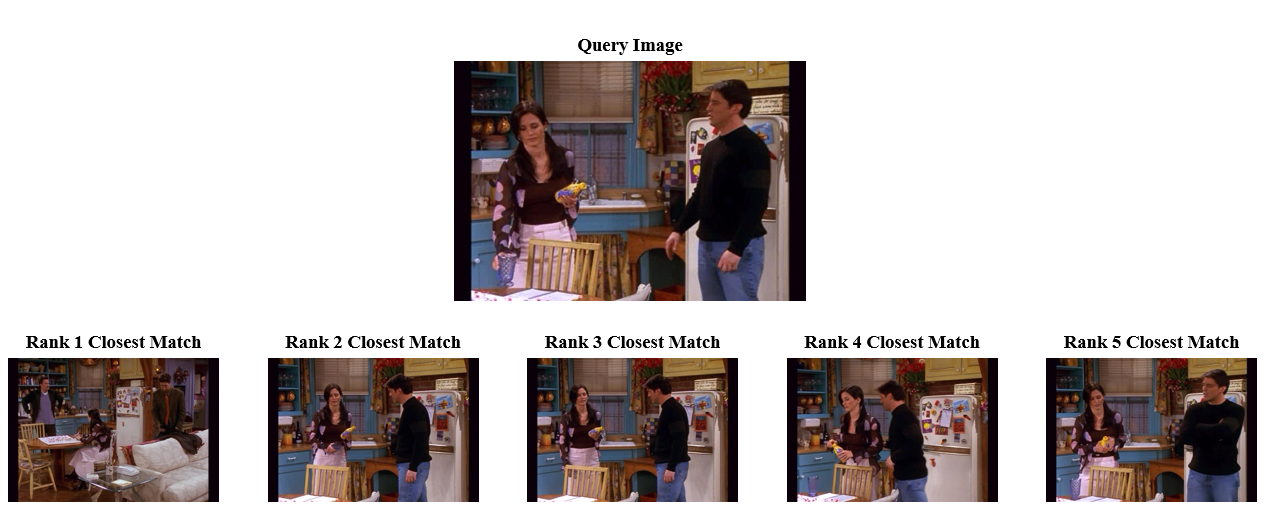 Query Image
Rank 1 Closest Match
Rank 2 Closest Match
Rank 3 Closest Match
Rank 4 Closest Match
Rank 5 Closest Match